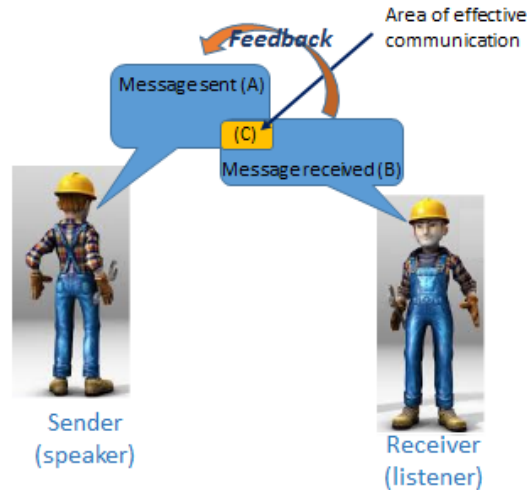 Area of effective
communication
Feedback
Message sent (A)
(C)
Message received (B)
Sender
(speaker)
Receiver
(listener)